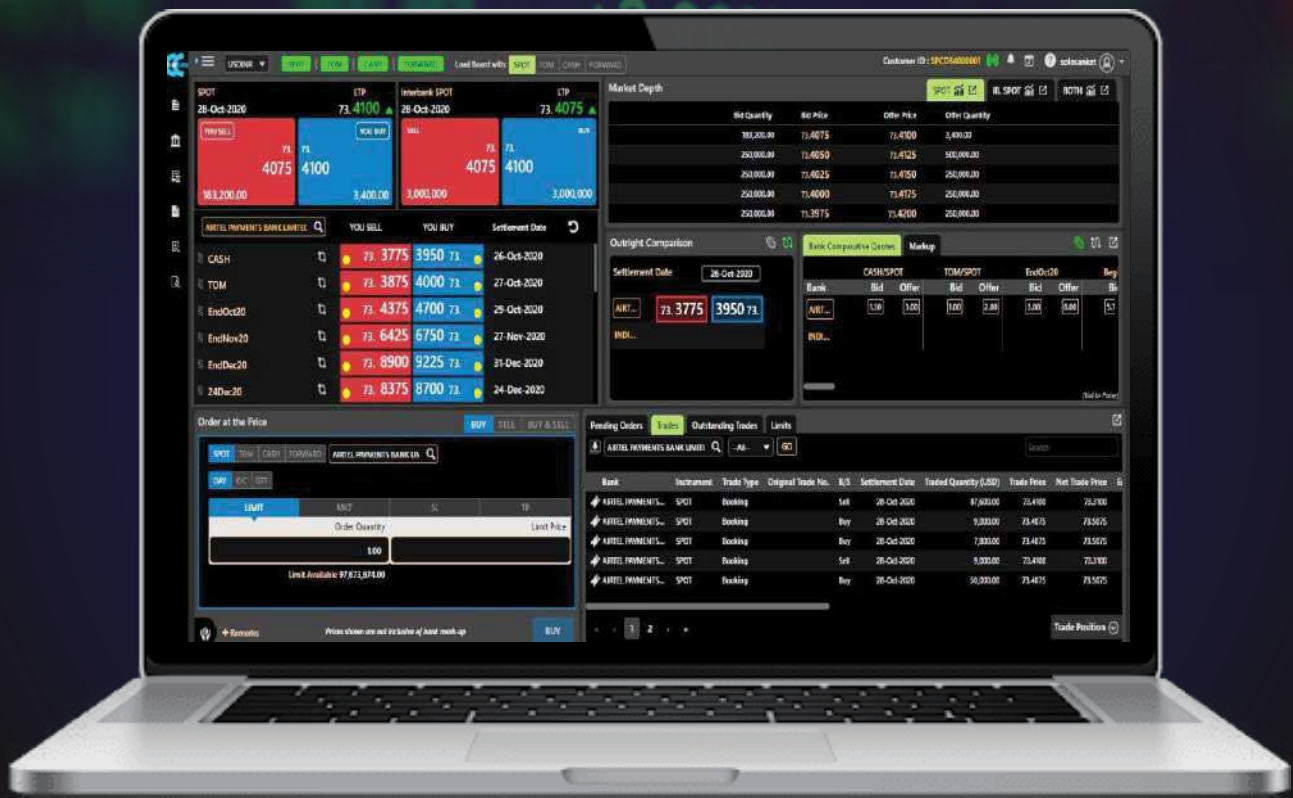 USDINR SPOT TOM CASH FORWARD Load Board with: SPOT TOM CASH FORWARD Customer ID : solusanket
SPOT LTP Interbank SPOT LTP
28-Oct-2020 73.4100 28-Oct-2020 73.4075
YOU SELL YOU BUY SELL BUY
73. 73. 73. 73.
4075 4100 4075 4100
183,200.00 3,400.00 3,000,000 3,000,000
AIRTEL PAYMENTS BANK LIMITED YOU SELL YOU BUY Settlement Date
CASH 73. 3775 3950 73. 26-Oct-2020
TOM 73. 3875 4000 73. 27-Oct-2020
EndOct20 73. 4375 4700 73. 29-Oct-2020
EndNov20 73. 6425 6750 73. 27-Nov-2020
EndDec20 73. 8900 9225 73. 31-Dec-2020
24Dec20 73. 8375 8700 73. 24-Dec-2020
Market Depth SPOT IB. SPOT BOTH
Bid Quantity Bid Price Offer Price Offer Quantity
183,200.00 73.4075 73.4100 3,400.00
250,000.00 73.4050 73.4125 500,000.00
250,000.00 73.4025 73.4150 250,000.00
250,000.00 73.4000 73.4175 250,000.00
250,000.00 73.3975 73.4200 250,000.00
Outright Comparison
Settlement Date 26-Oct-2020
AIRT... 73. 3775 3950 73.
INDI...
Bank Comparative Quotes Markup
CASH/SPOT TOM/SPOT EndOct20
Bank Bid Offer Bid Offer Bid Offer Bi
AIRT... 1.50 3.00 1.00 2.00 3.00 6.00
INDI...
Order at the Price BUY SELL BUY & SELL
SPOT TOM CASH FORWARD AIRTEL PAYMENTS BANK LIN
DAY IOC GTT
LIMIT MKT SL TP
Order Quantity Limit Price
1.00
Limit Available 97,673,674.00
+ Remarks Prices shown are not inclusive of bank mark-up BUY
Pending Orders Trades Outstanding Trades Limits
AIRTEL PAYMENTS BANK LIMITI --All-- GO Search
Bank Instrument Trade Type Original Trade No. B/S Settlement Date Traded Quantity (USD) Trade Price Net Trade Price
AIRTEL PAYMENTS... SPOT Booking Sell 28-Oct-2020 87,600.00 73.4100 73.3100
AIRTEL PAYMENTS... SPOT Booking Buy 28-Oct-2020 9,000.00 73.4075 73.5075
AIRTEL PAYMENTS... SPOT Booking Buy 28-Oct-2020 7,800.00 73.4075 73.5075
AIRTEL PAYMENTS... SPOT Booking Sell 28-Oct-2020 9,000.00 73.4100 73.3100
AIRTEL PAYMENTS... SPOT Booking Buy 28-Oct-2020 50,000.00 73.4075 73.5075
1 2
Trade Position